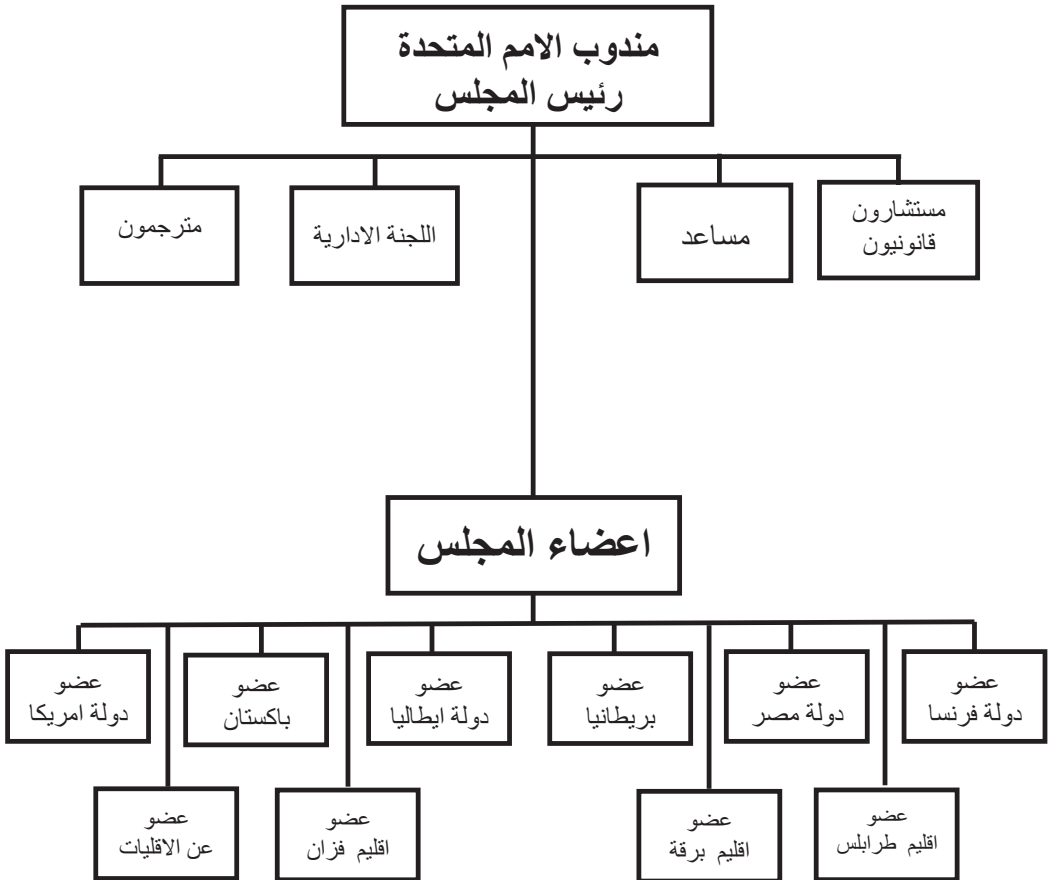 مندوب الامم المتحدة
رئيس المجلس
مستشارون
قانونيون
مساعد
اللجنة الادارية
مترجمون
اعضاء المجلس
عضو
دولة فرنسا
عضو
دولة مصر
عضو
بريطانيا
عضو
دولة ايطاليا
عضو
باكستان
عضو
دولة امريكا
عضو
اقليم طرابلس
عضو
اقليم برقة
عضو
اقليم فزان
عضو
عن الاقليات